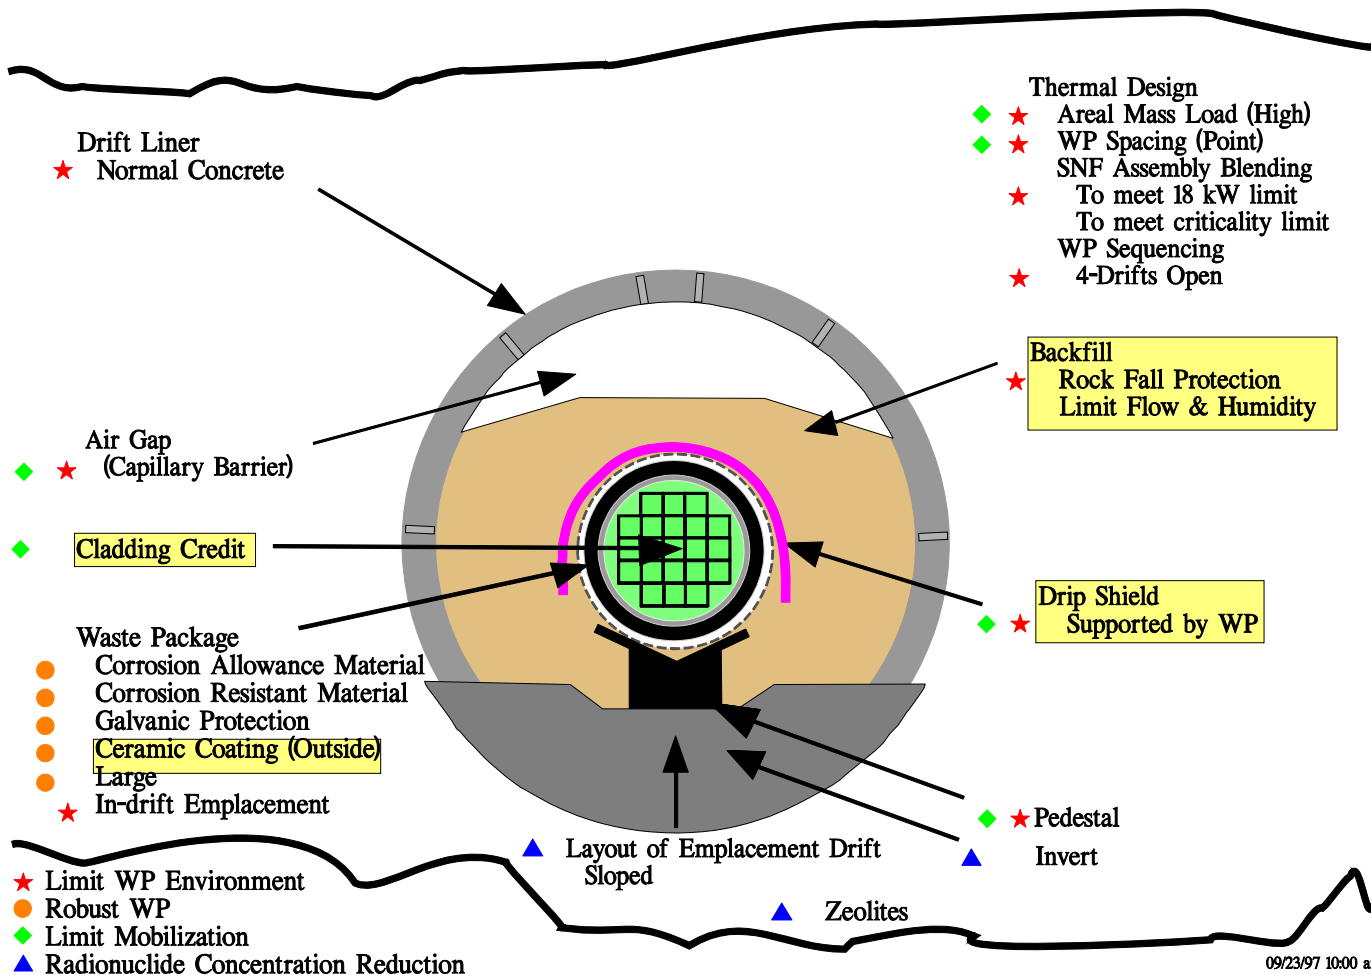 Thermal Design
Areal Mass Load (High)
WP Spacing (Point)
SNF Assembly Blending
To meet 18 kW limit
To meet criticality limit
WP Sequencing
4-Drifts Open
Drift Liner
Normal Concrete
Backfill
Rock Fall Protection
Limit Flow & Humidity
Air Gap
(Capillary Barrier)
Cladding Credit
Drip Shield
Supported by WP
Waste Package
Corrosion Allowance Material
Corrosion Resistant Material
Galvanic Protection
Ceramic Coating (Outside)
Large
In-drift Emplacement
Pedestal
Invert
Layout of Emplacement Drift
Sloped
Zeolites
Limit WP Environment
Robust WP
Limit Mobilization
Radionuclide Concentration Reduction
09/23/97 10:00 a